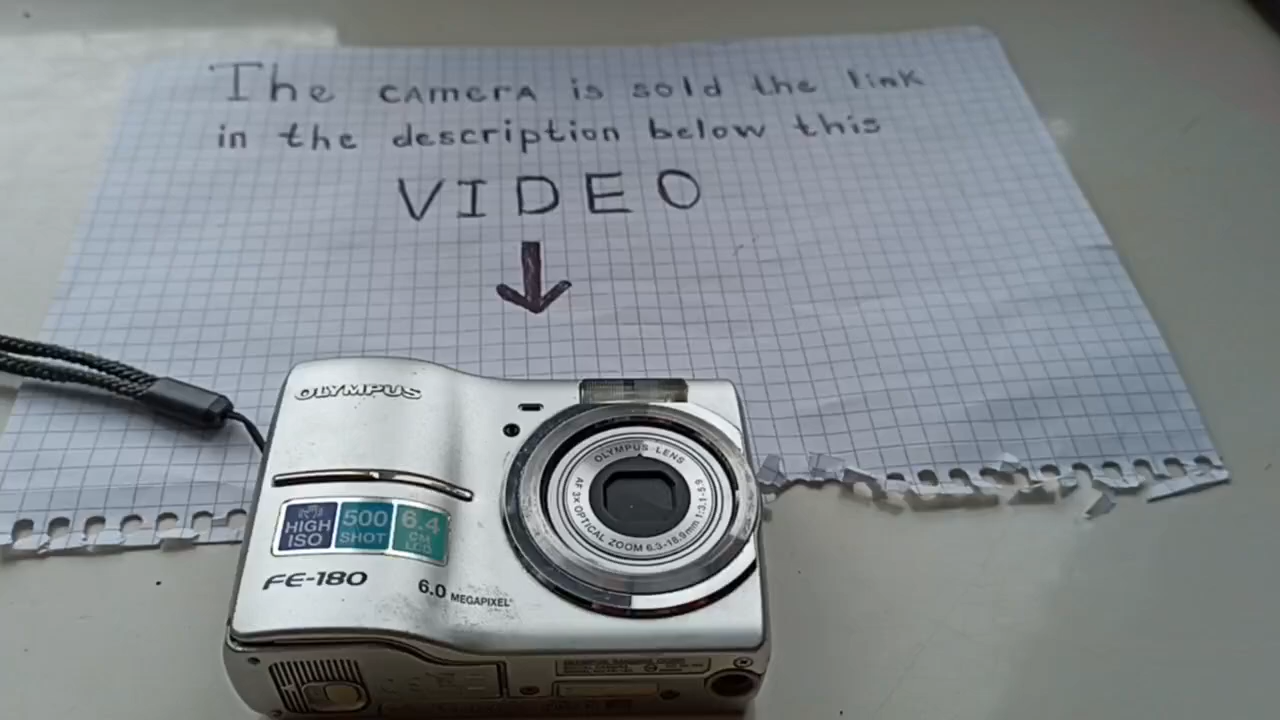 The camera is sold the link
in the description below this
VIDEO
OLYMPUS
OLYMPUS LENS
AF 3x OPTICAL ZOOM 6.3-18.9mm 1:3.1-5.9
HIGH ISO
500 SHOT
6.4 CM LCD
FE-180
6.0 MEGAPIXEL